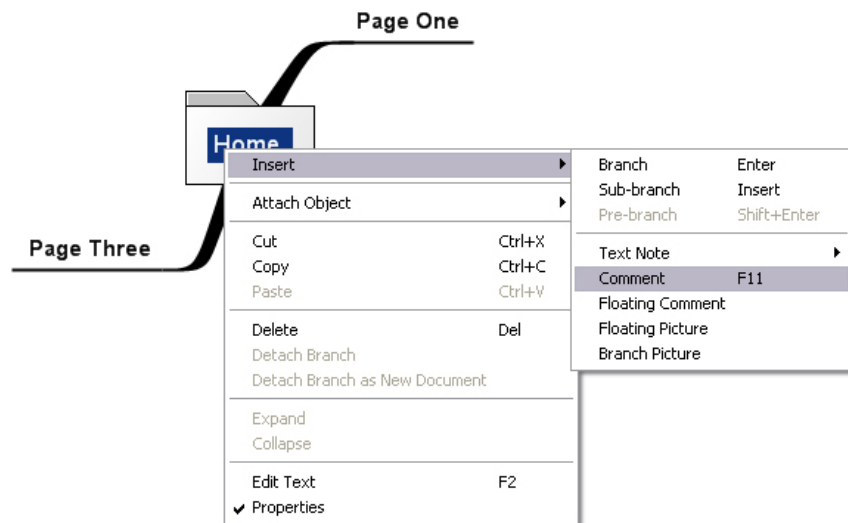 Page One
Home
Page Three
Insert
Attach Object
Cut Ctrl+X
Copy Ctrl+C
Paste Ctrl+V
Delete Del
Detach Branch
Detach Branch as New Document
Expand
Collapse
Edit Text F2
Properties
Branch Enter
Sub-branch Insert
Pre-branch Shift+Enter
Text Note
Comment F11
Floating Comment
Floating Picture
Branch Picture